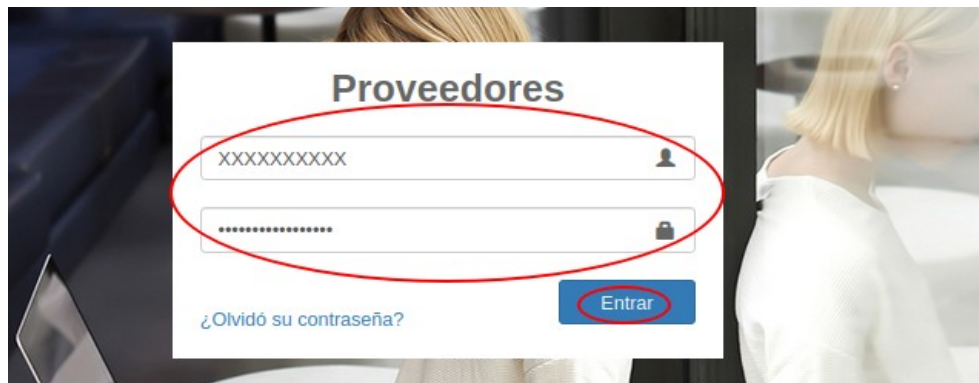 Proveedores
XXXXXXXXXX
•••••••••••••••••
Entrar
¿Olvidó su contraseña?